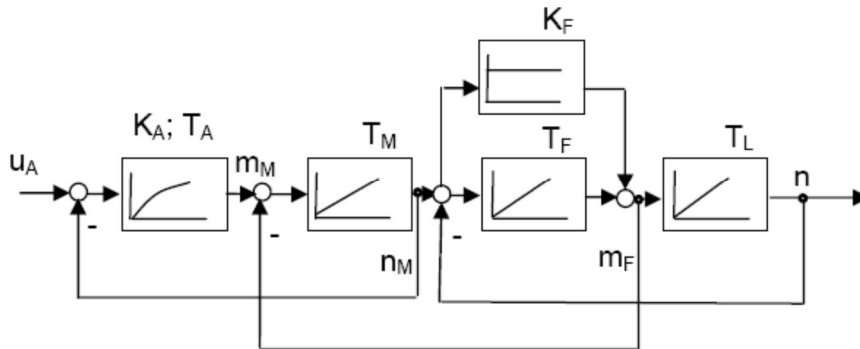 K_F
K_A; T_A
T_M
T_F
T_L
u_A
m_M
n
-
-
-
n_M
m_F